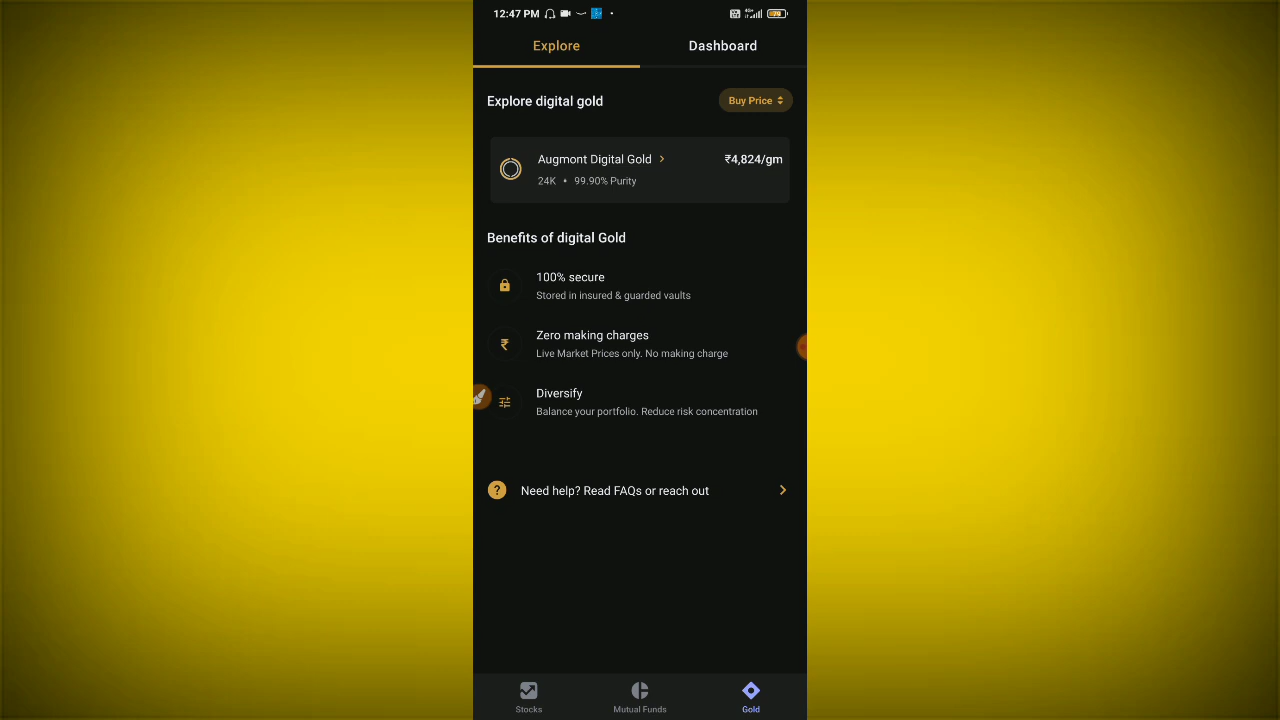 12:47 PM
Explore
Dashboard
Explore digital gold
Buy Price
Augmont Digital Gold
₹4,824/gm
24K • 99.90% Purity
Benefits of digital Gold
100% secure
Stored in insured & guarded vaults
Zero making charges
Live Market Prices only. No making charge
Diversify
Balance your portfolio. Reduce risk concentration
Need help? Read FAQs or reach out
Stocks
Mutual Funds
Gold